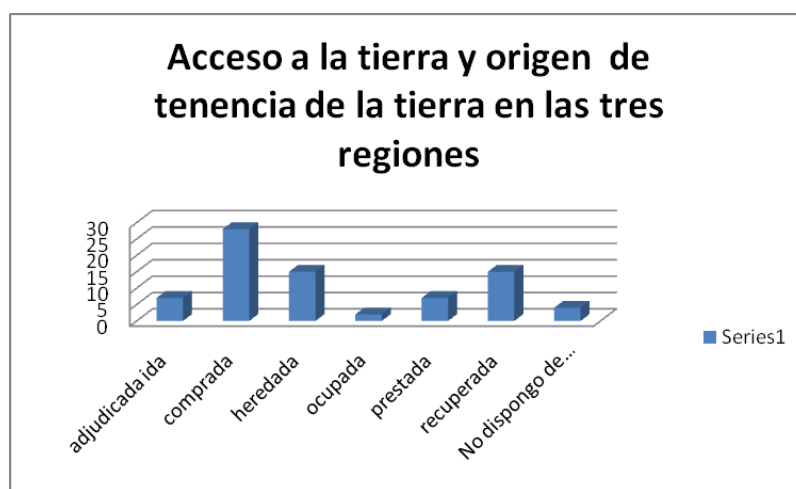 Acceso a la tierra y origen de
tenencia de la tierra en las tres
regiones
30
25
20
15
10
5
0
adjudicada ida
comprada
heredada
ocupada
prestada
recuperada
No dispongo de...
Series1